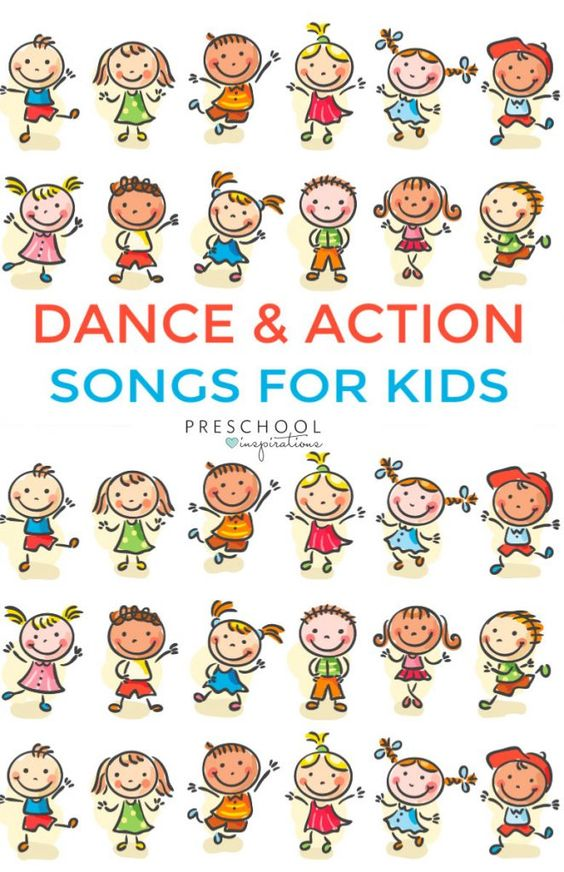 DANCE & ACTION
SONGS FOR KIDS
PRESCHOOL
inspirations